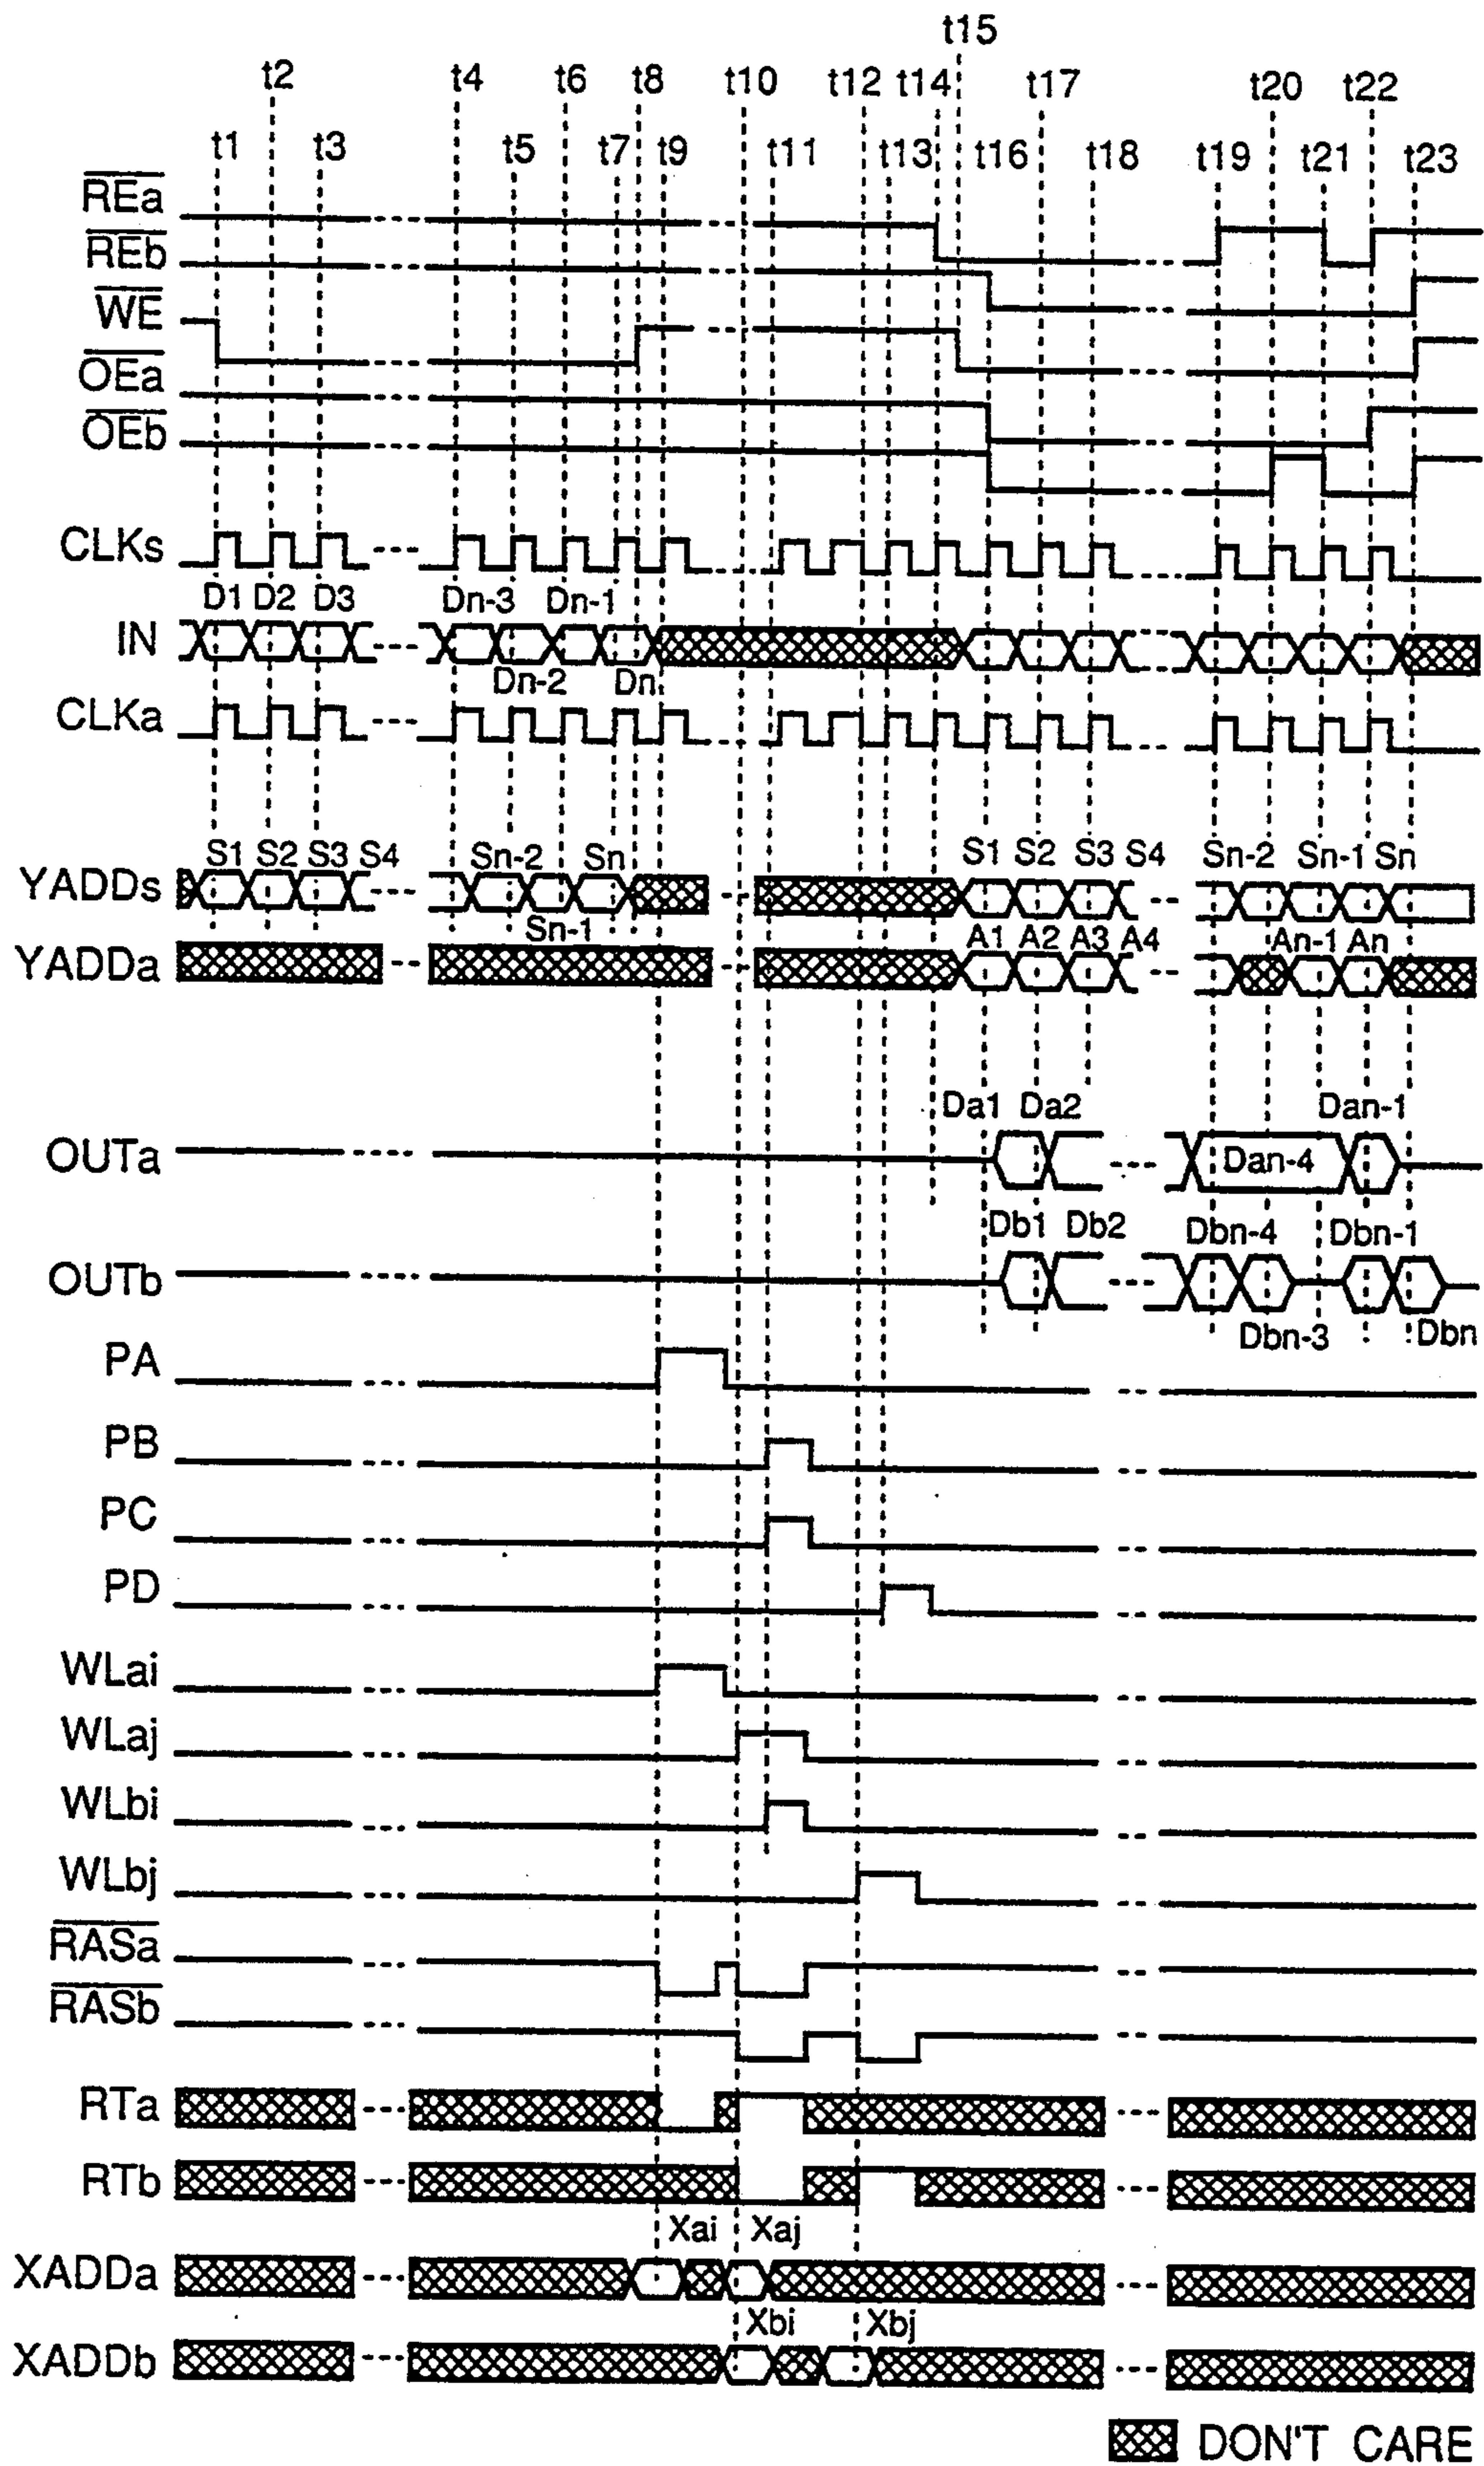 t15
t2 t4 t6 t8 t10 t12 t14 t17 t20 t22
t1 t3 t5 t7 t9 t11 t13 t16 t18 t19 t21 t23
REa
REb
WE
OEa
OEb
CLKs
D1 D2 D3 Dn-3 Dn-1
IN
Dn-2 Dn
CLKa
S1 S2 S3 S4 Sn-2 Sn S1 S2 S3 S4 Sn-2 Sn-1 Sn
YADDs
Sn-1
A1 A2 A3 A4 An-1 An
YADDa
Da1 Da2 Dan-1
OUTa
Dan-4
Db1 Db2 Dbn-4 Dbn-1
OUTb
Dbn-3 Dbn
PA
PB
PC
PD
WLai
WLaj
WLbi
WLbj
RASa
RASb
RTa
RTb
Xai Xaj
XADDa
Xbi Xbj
XADDb
DON'T CARE